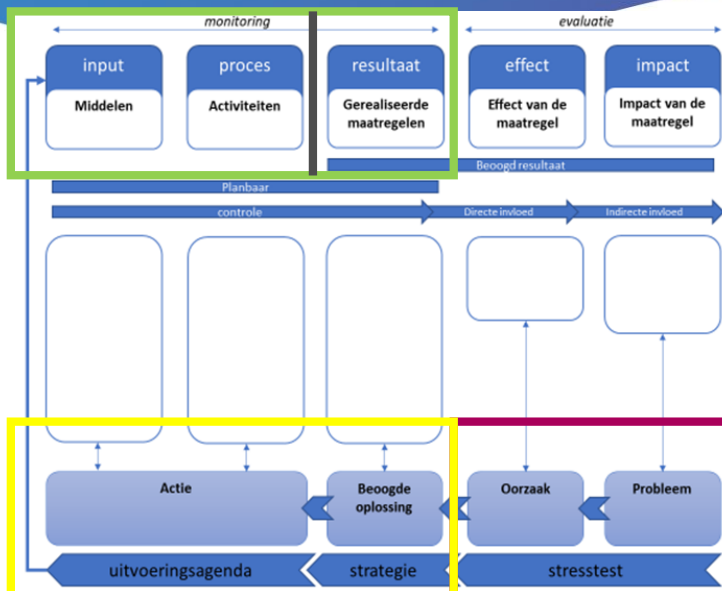 monitoring
evaluatie
input
proces
resultaat
effect
impact
Middelen
Activiteiten
Gerealiseerde
maatregelen
Effect van de
maatregel
Impact van de
maatregel
Beoogd resultaat
Planbaar
controle
Directe invloed
Indirecte invloed
Actie
Beoogde
oplossing
Oorzaak
Probleem
uitvoeringsagenda
strategie
stresstest